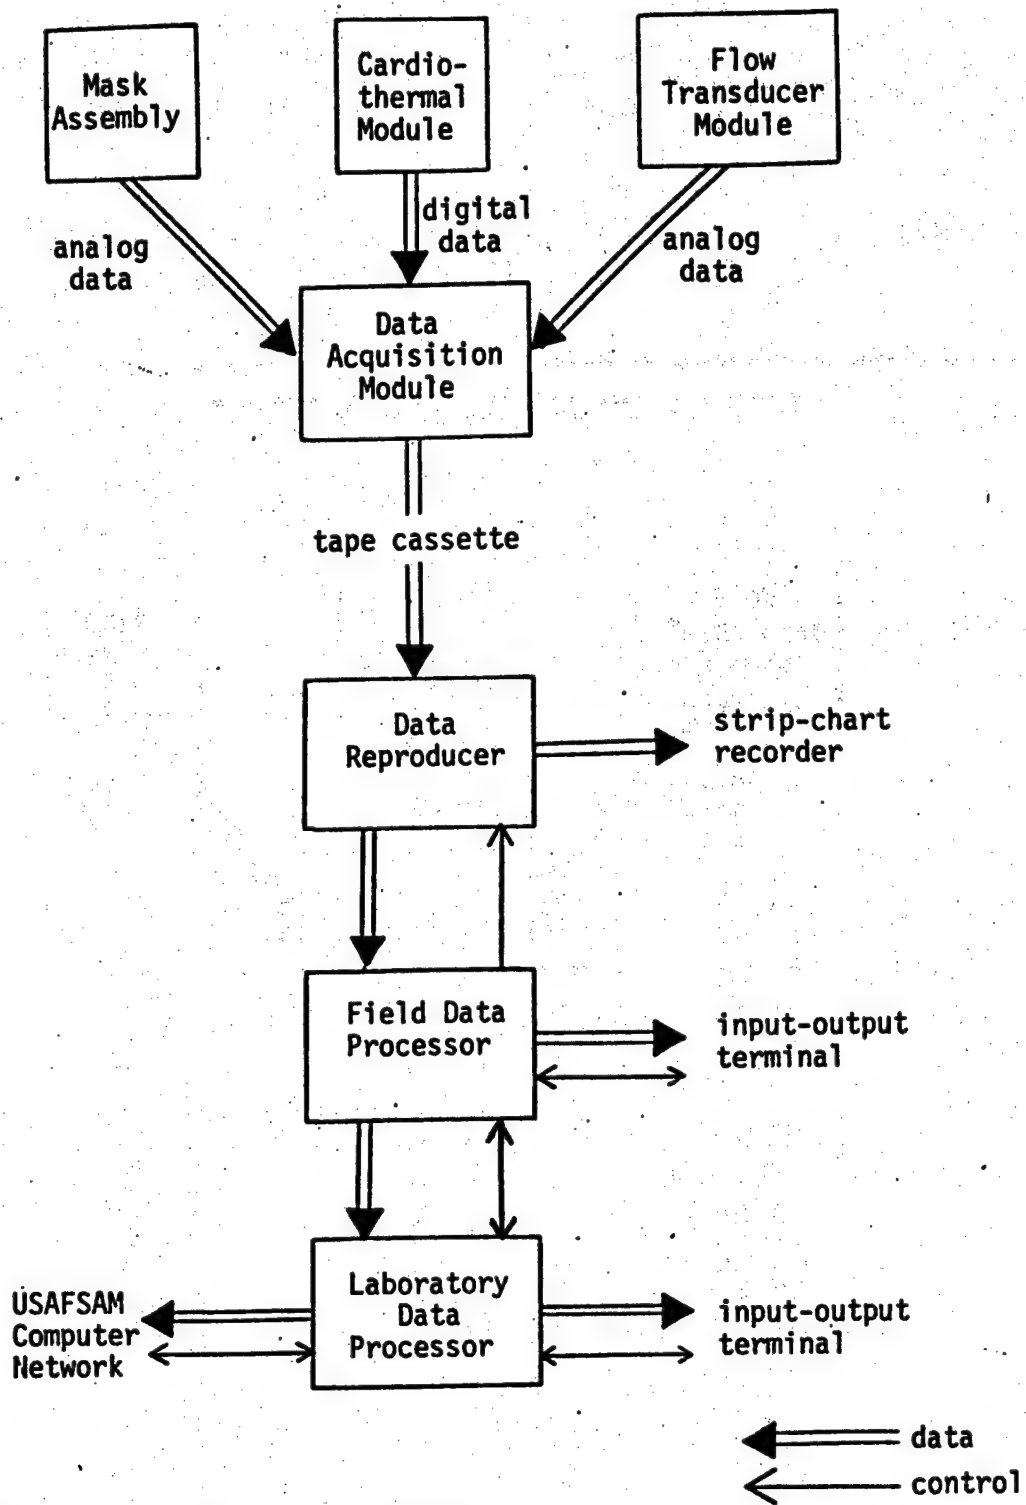 Mask
Assembly
Cardio-
thermal
Module
Flow
Transducer
Module
analog
data
digital
data
analog
data
Data
Acquisition
Module
tape cassette
Data
Reproducer
strip-chart
recorder
Field Data
Processor
input-output
terminal
Laboratory
Data
Processor
USAFSAM
Computer
Network
input-output
terminal
data
control